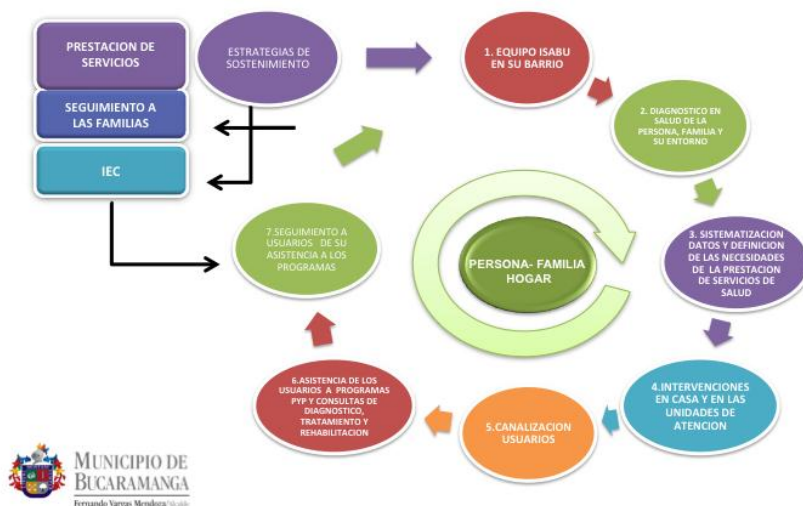 PRESTACION DE
SERVICIOS
SEGUIMIENTO A
LAS FAMILIAS
IEC
ESTRATEGIAS DE
SOSTENIMIENTO
1. EQUIPO ISABU
EN SU BARRIO
2. DIAGNOSTICO EN
SALUD DE LA
PERSONA, FAMILIA Y
SU ENTORNO
3. SISTEMATIZACION
DATOS Y DEFINICION
DE LAS NECESIDADES
DE LA PRESTACION
DE SERVICIOS DE
SALUD
4.INTERVENCIONES
EN CASA Y EN LAS
UNIDADES DE
ATENCION
5.CANALIZACION
USUARIOS
6.ASISTENCIA DE LOS
USUARIOS A PROGRAMAS
PYP Y CONSULTAS DE
DIAGNOSTICO,
TRATAMIENTO Y
REHABILITACION
7.SEGUIMIENTO A
USUARIOS DE SU
ASISTENCIA A LOS
PROGRAMAS
PERSONA- FAMILIA
HOGAR
MUNICIPIO DE
BUCARAMANGA
Fernando Vargas Mendoza